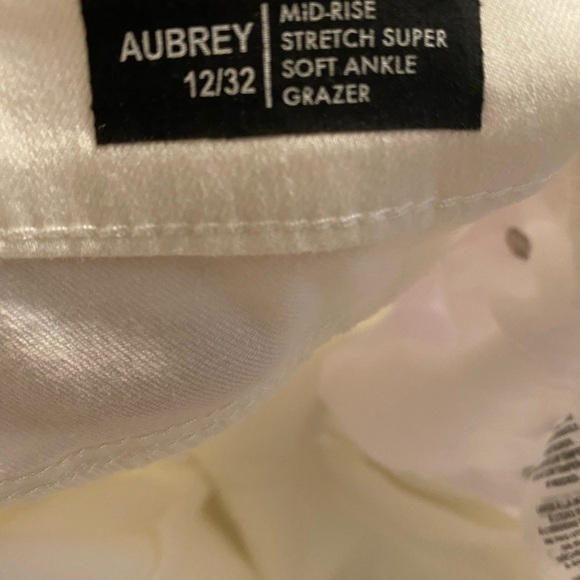 AUBREY
12/32
MID-RISE
STRETCH SUPER
SOFT ANKLE
GRAZER